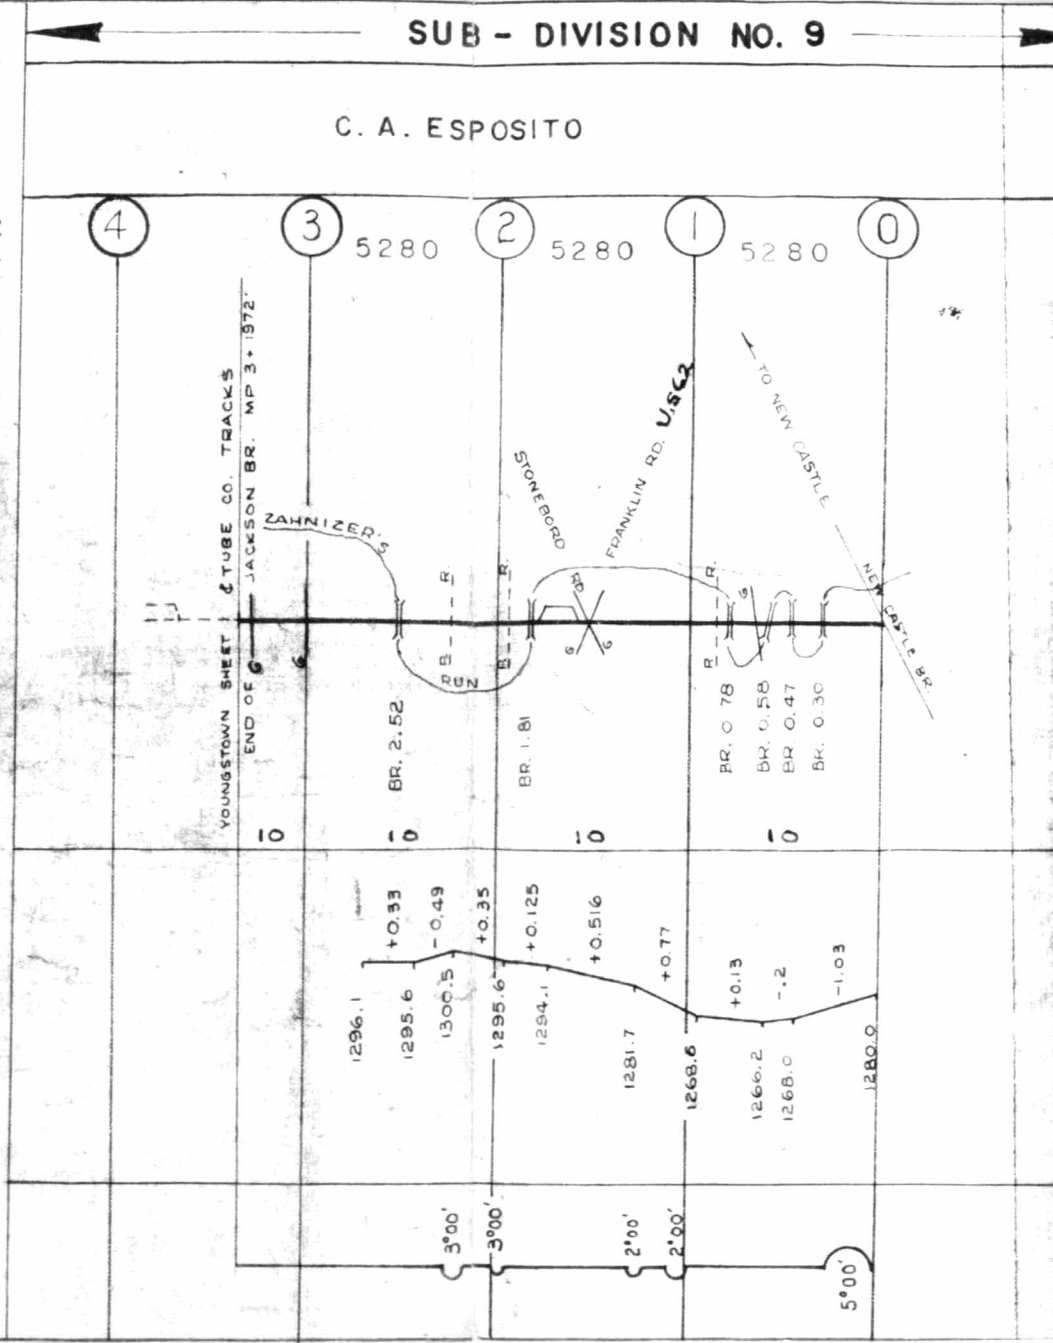 SUB - DIVISION NO. 9
C. A. ESPOSITO
4
3
2
1
0
5280
5280
5280
YOUNGSTOWN SHEET & TUBE CO. TRACKS
END OF JACKSON BR. MP 3+1972'
G
G
ZAHNIZER'S
RUN
STONEBORO
RD
FRANKLIN RD. U.S62
TO NEW CASTLE
NEW CASTLE BR.
R.
R.
R.
R
R
R
G
G
G
BR. 2.52
BR. 1.81
BR. 0.78
BR. 0.58
BR. 0.47
BR. 0.30
10
10
10
10
+0.33
-0.49
+0.35
+0.125
+0.516
+0.77
+0.13
-.2
-1.03
1296.1
1295.6
1300.5
1295.6
1294.1
1281.7
1268.6
1266.2
1268.0
1280.0
3°00'
3°00'
2°00'
2°00'
5°00'